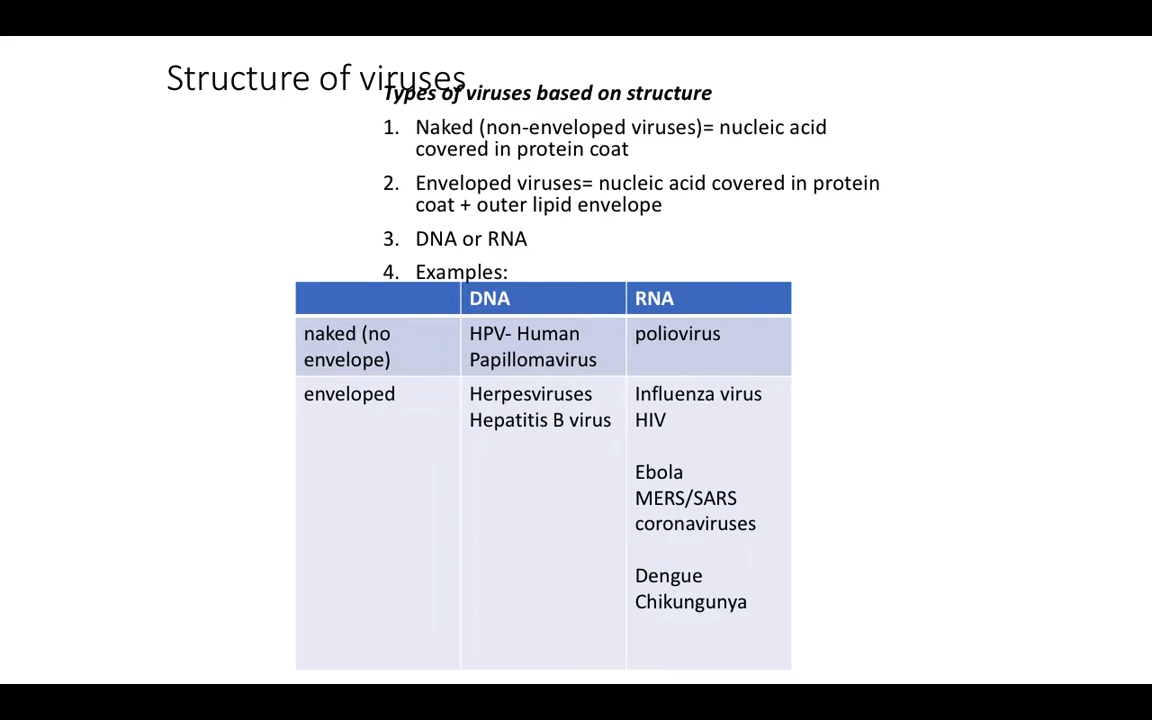 Structure of viruses
Types of viruses based on structure
1. Naked (non-enveloped viruses)= nucleic acid
covered in protein coat
2. Enveloped viruses= nucleic acid covered in protein
coat + outer lipid envelope
3. DNA or RNA
4. Examples:
DNA RNA
naked (no
envelope)
HPV- Human
Papillomavirus
poliovirus
enveloped
Herpesviruses
Hepatitis B virus
Influenza virus
HIV
Ebola
MERS/SARS
coronaviruses
Dengue
Chikungunya